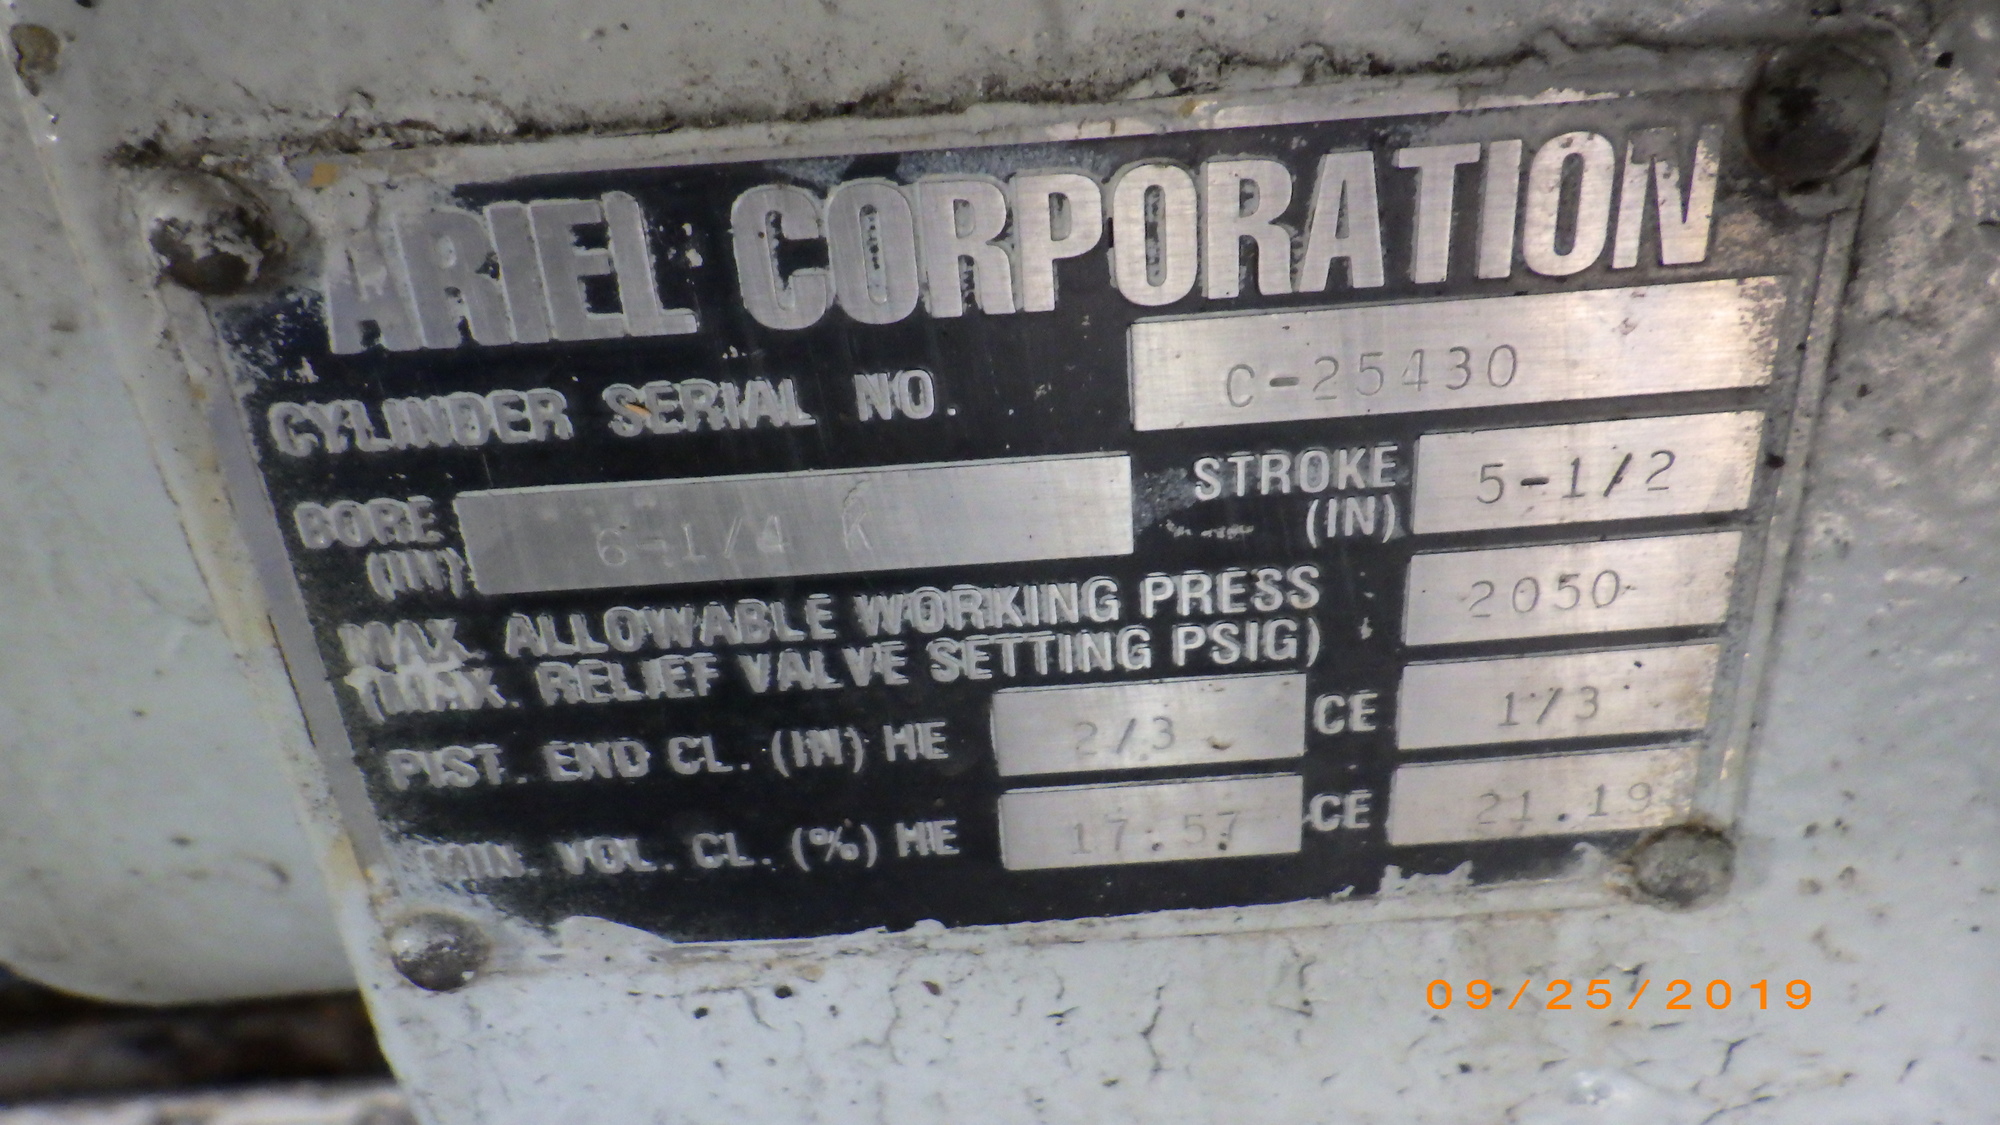 ARIEL CORPORATION
CYLINDER SERIAL NO. C-25430
BORE (IN) 6-1/4 K STROKE (IN) 5-1/2
MAX. ALLOWABLE WORKING PRESS
(MAX. RELIEF VALVE SETTING PSIG) 2050
PIST. END CL. (IN) HE 2/3 CE 1/3
MIN. VOL. CL. (%) HE 17.57 CE 21.19
09/25/2019